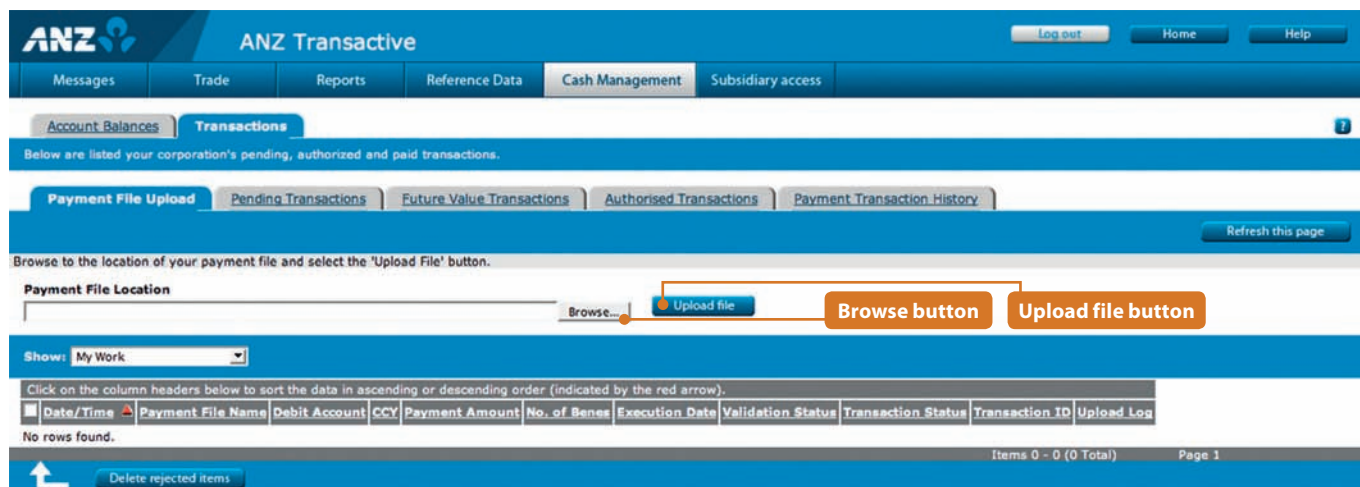 ANZ ANZ Transactive Log out Home Help
Messages Trade Reports Reference Data Cash Management Subsidiary access
Account Balances Transactions ?
Below are listed your corporation's pending, authorized and paid transactions.
Payment File Upload Pending Transactions Future Value Transactions Authorised Transactions Payment Transaction History
Refresh this page
Browse to the location of your payment file and select the 'Upload File' button.
Payment File Location
Browse... Upload file Browse button Upload file button
Show: My Work
Click on the column headers below to sort the data in ascending or descending order (indicated by the red arrow).
Date/Time Payment File Name Debit Account CCY Payment Amount No. of Benes Execution Date Validation Status Transaction Status Transaction ID Upload Log
No rows found.
Items 0 - 0 (0 Total) Page 1
Delete rejected items